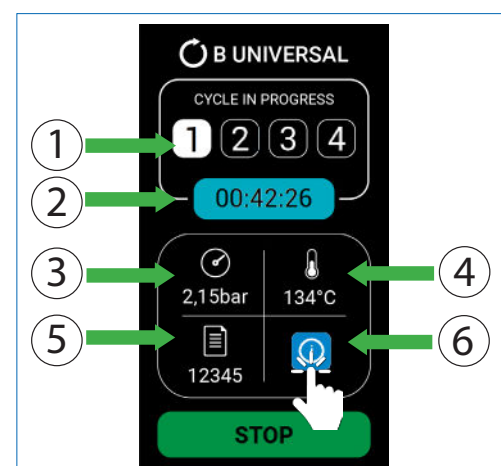 B UNIVERSAL
CYCLE IN PROGRESS
1 2 3 4
1
00:42:26
2
3
2,15bar
134°C
4
5
12345
6
STOP